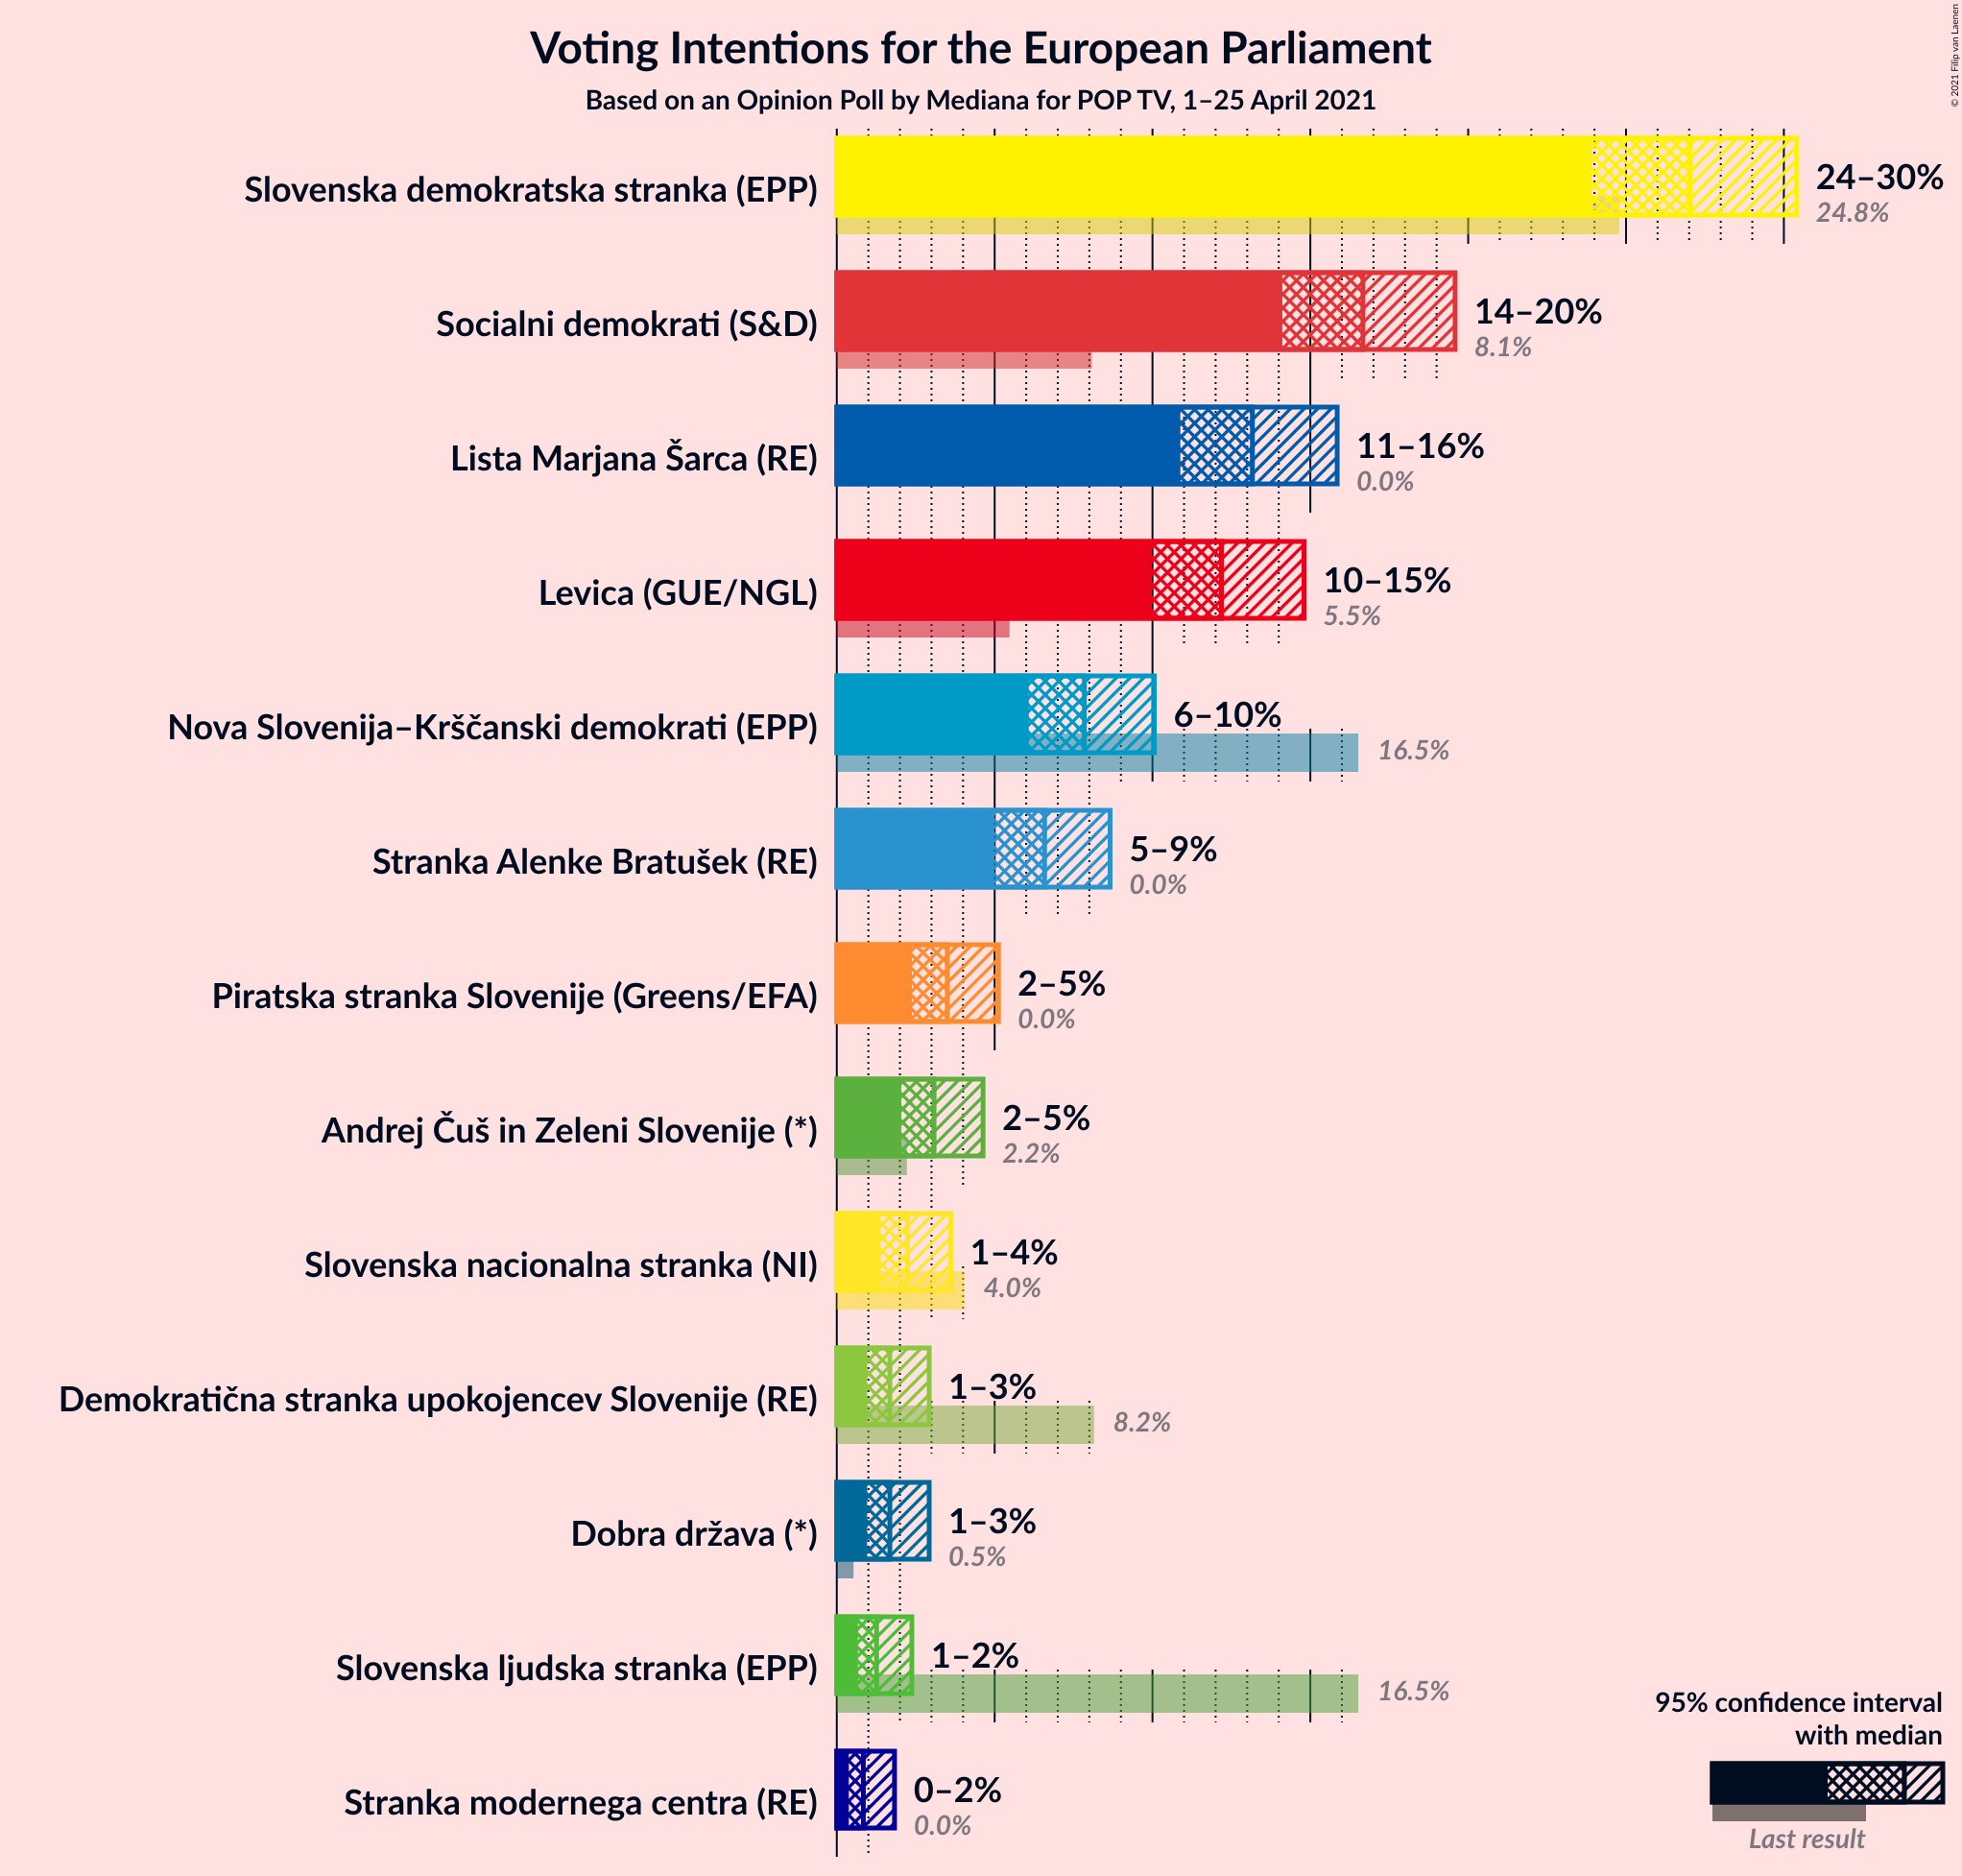 Voting Intentions for the European Parliament
Based on an Opinion Poll by Mediana for POP TV, 1–25 April 2021
© 2021 Filip van Laenen
Slovenska demokratska stranka (EPP)
24–30%
24.8%
Socialni demokrati (S&D)
14–20%
8.1%
Lista Marjana Šarca (RE)
11–16%
0.0%
Levica (GUE/NGL)
10–15%
5.5%
Nova Slovenija–Krščanski demokrati (EPP)
6–10%
16.5%
Stranka Alenke Bratušek (RE)
5–9%
0.0%
Piratska stranka Slovenije (Greens/EFA)
2–5%
0.0%
Andrej Čuš in Zeleni Slovenije (*)
2–5%
2.2%
Slovenska nacionalna stranka (NI)
1–4%
4.0%
Demokratična stranka upokojencev Slovenije (RE)
1–3%
8.2%
Dobra država (*)
1–3%
0.5%
Slovenska ljudska stranka (EPP)
1–2%
16.5%
Stranka modernega centra (RE)
0–2%
0.0%
95% confidence interval
with median
Last result